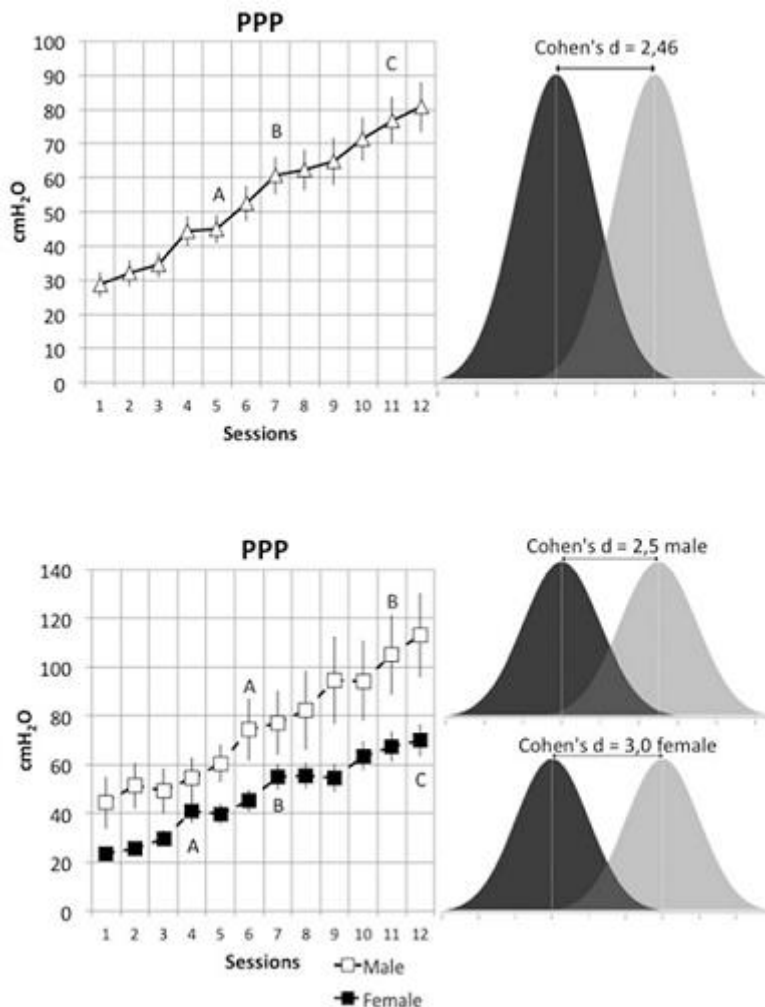 PPP
Cohen's d = 2,46
100
90
80
70
60
50
40
30
20
10
0
cmH2O
A
B
C
1 2 3 4 5 6 7 8 9 10 11 12
Sessions
PPP
Cohen's d = 2,5 male
140
120
100
80
60
40
20
0
cmH2O
A
B
A
B
C
Cohen's d = 3,0 female
1 2 3 4 5 6 7 8 9 10 11 12
Sessions
Male
Female